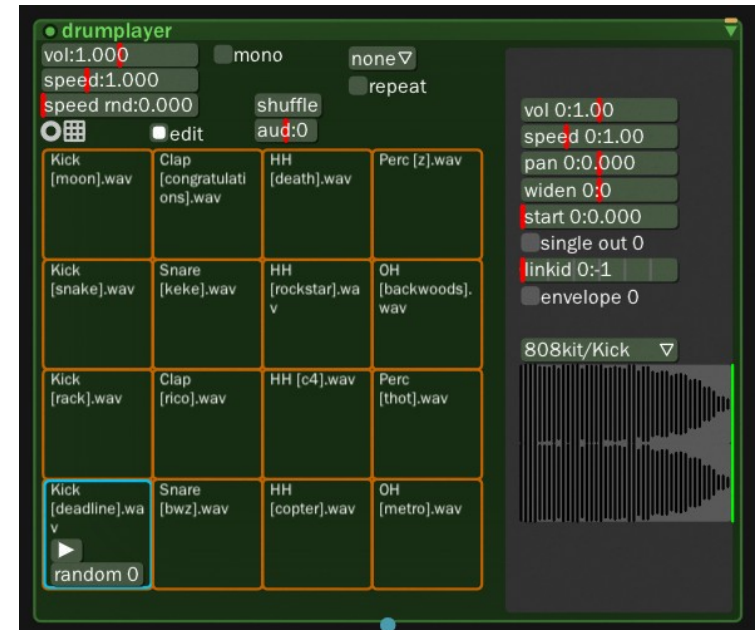 drumplayer
vol:1.000
mono
none
speed:1.000
repeat
speed rnd:0.000
shuffle
edit
aud:0
Kick
[moon].wav
Clap
[congratulati
ons].wav
HH
[death].wav
Perc [z].wav
Kick
[snake].wav
Snare
[keke].wav
HH
[rockstar].wa
v
OH
[backwoods].
wav
Kick
[rack].wav
Clap
[rico].wav
HH [c4].wav
Perc
[thot].wav
Kick
[deadline].wa
v
random 0
Snare
[bwz].wav
HH
[copter].wav
OH
[metro].wav
vol 0:1.00
speed 0:1.00
pan 0:0.000
widen 0:0
start 0:0.000
single out 0
linkid 0:-1
envelope 0
808kit/Kick